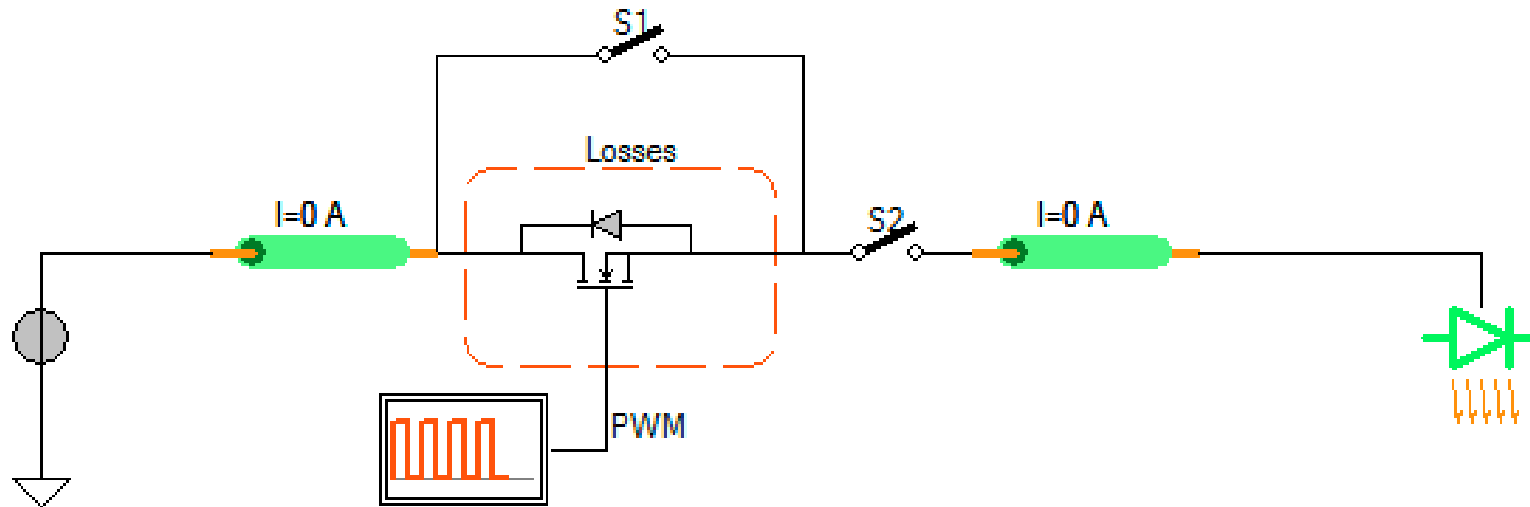 S1
Losses
I=0 A
S2
I=0 A
PWM